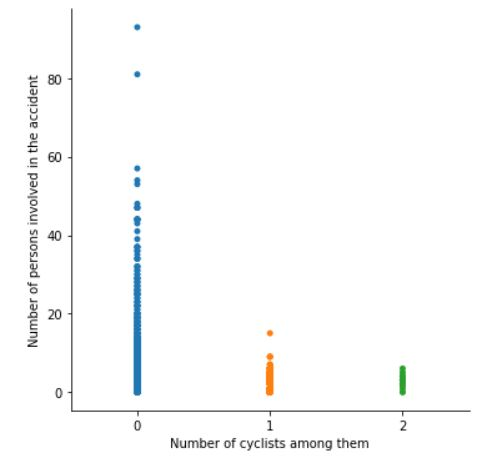 Number of persons involved in the accident
80
60
40
20
0
0 1 2
Number of cyclists among them